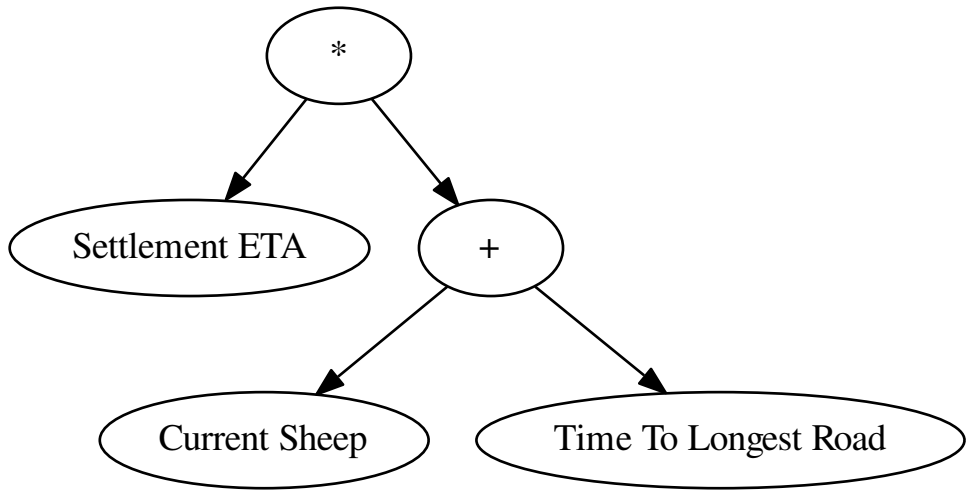 *
Settlement ETA
+
Current Sheep
Time To Longest Road